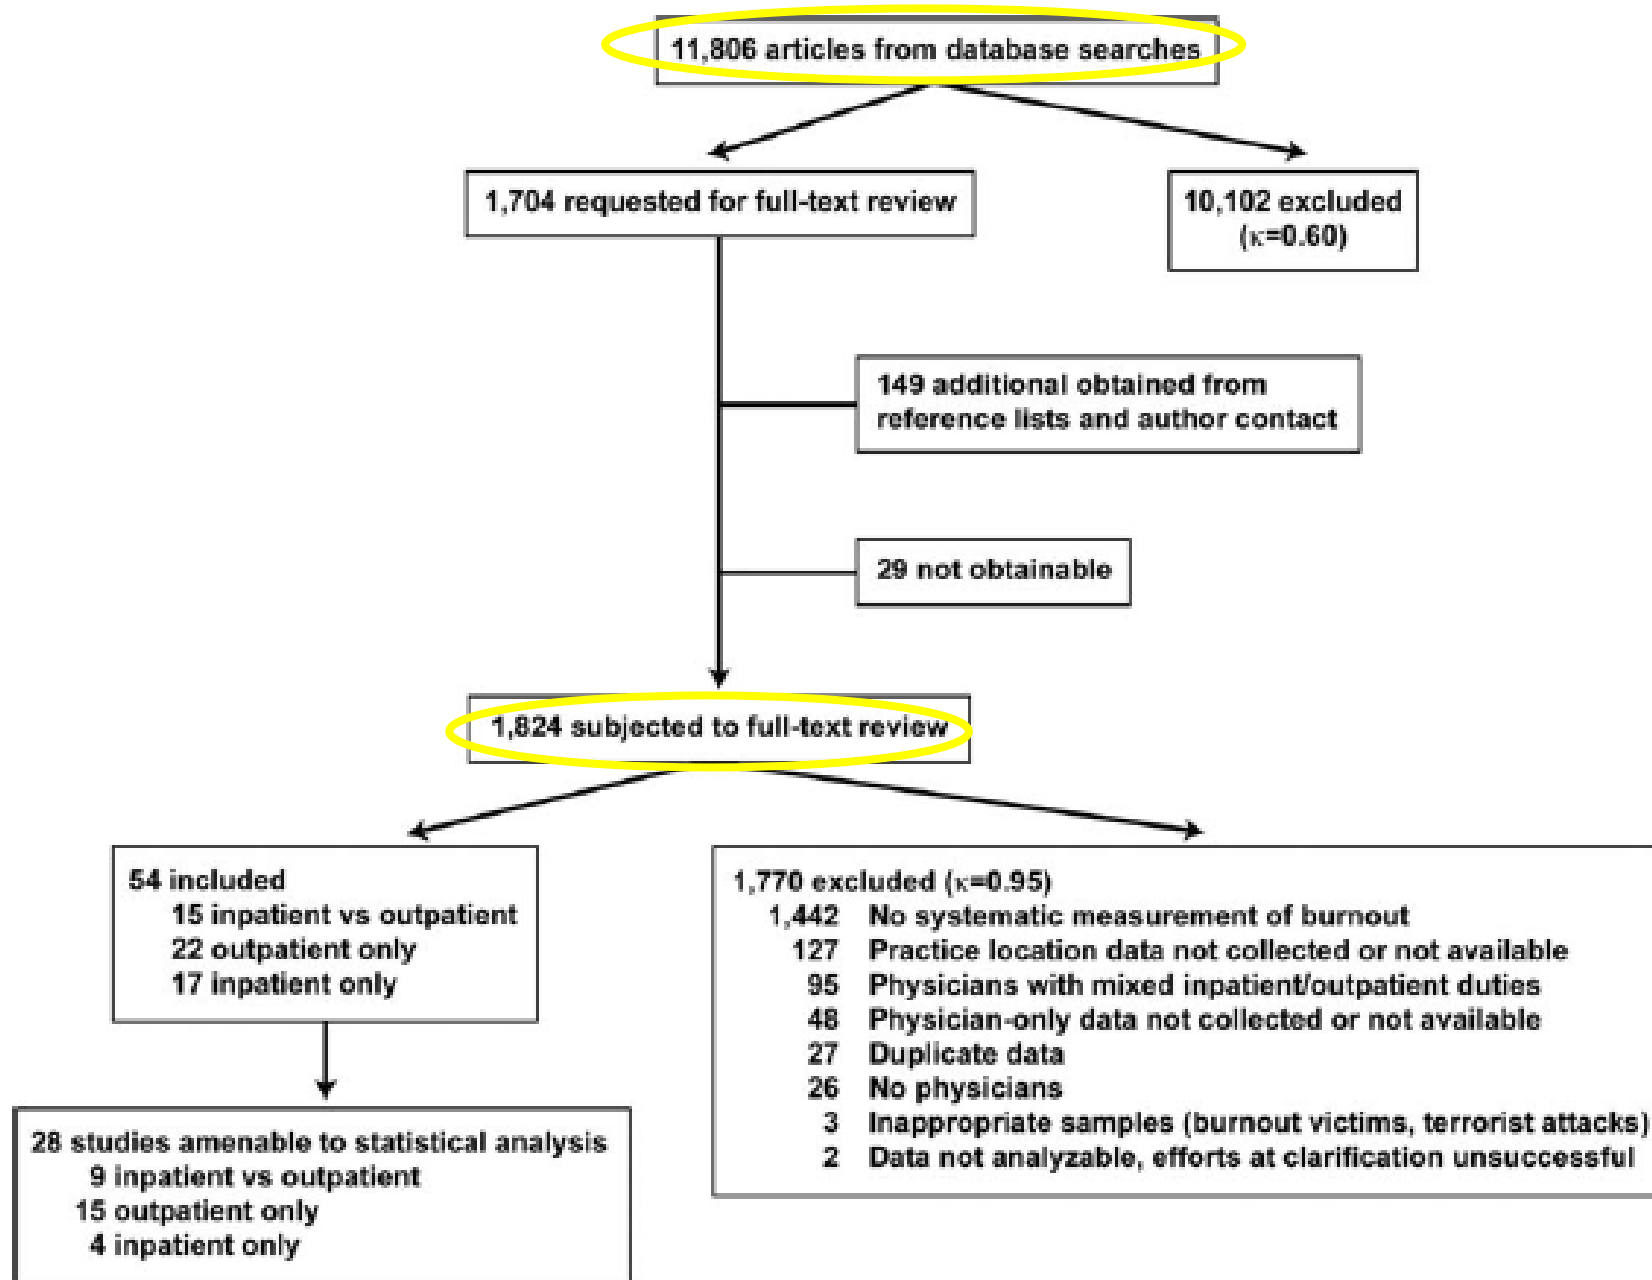 11,806 articles from database searches
1,704 requested for full-text review
10,102 excluded
(κ=0.60)
149 additional obtained from
reference lists and author contact
29 not obtainable
1,824 subjected to full-text review
54 included
15 inpatient vs outpatient
22 outpatient only
17 inpatient only
1,770 excluded (κ=0.95)
1,442 No systematic measurement of burnout
127 Practice location data not collected or not available
95 Physicians with mixed inpatient/outpatient duties
48 Physician-only data not collected or not available
27 Duplicate data
26 No physicians
3 Inappropriate samples (burnout victims, terrorist attacks)
2 Data not analyzable, efforts at clarification unsuccessful
28 studies amenable to statistical analysis
9 inpatient vs outpatient
15 outpatient only
4 inpatient only